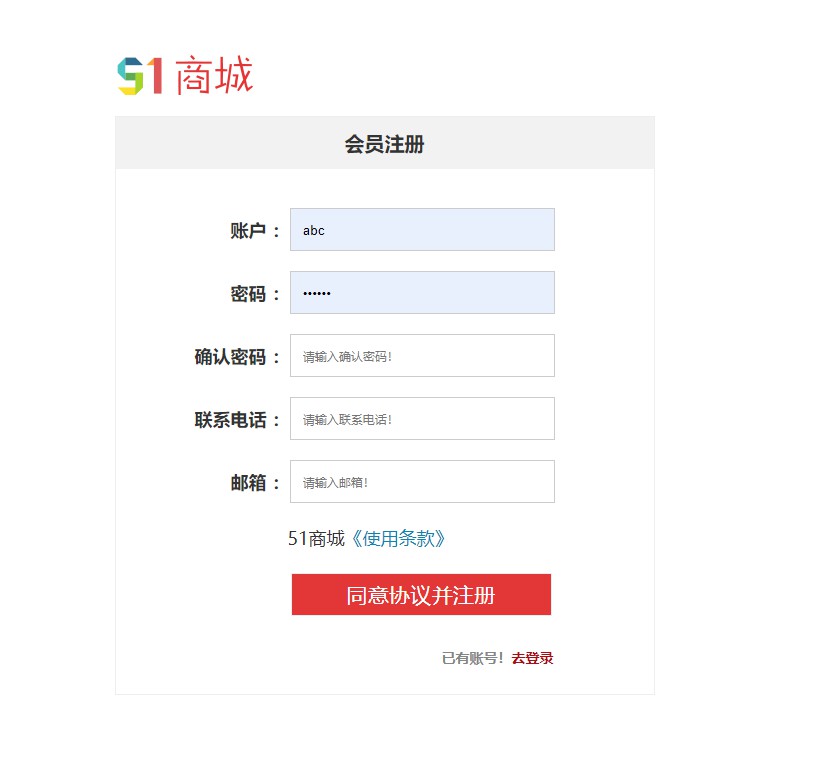 51 商城
会员注册
账户： abc
密码： ••••••
确认密码： 请输入确认密码！
联系电话： 请输入联系电话！
邮箱： 请输入邮箱！
51商城《使用条款》
同意协议并注册
已有账号！去登录